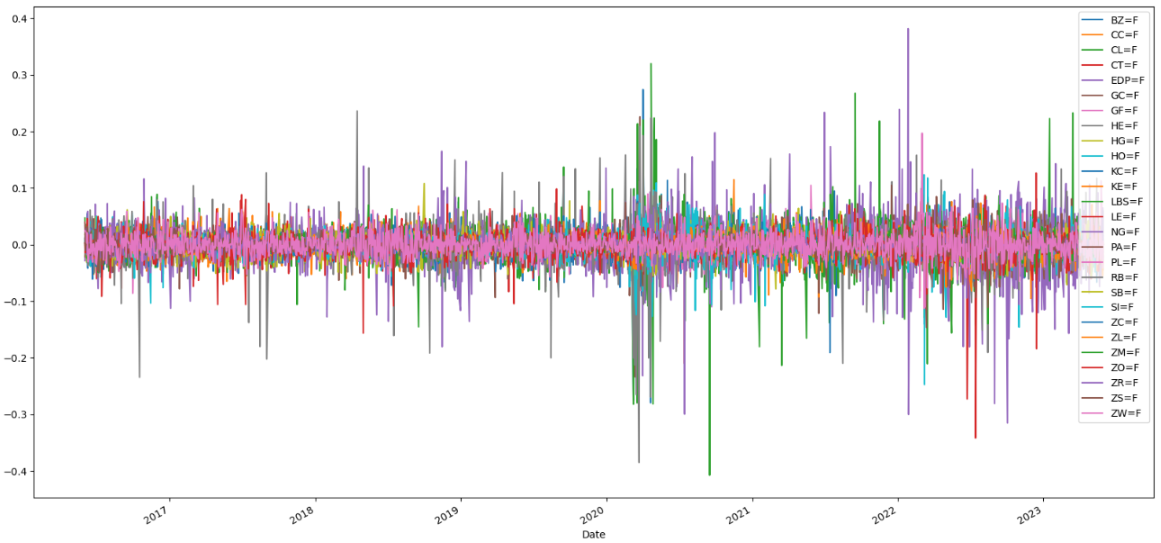 0.4
0.3
0.2
0.1
0.0
−0.1
−0.2
−0.3
−0.4
2017
2018
2019
2020
2021
2022
2023
Date
BZ=F
CC=F
CL=F
CT=F
EDP=F
GC=F
GF=F
HE=F
HG=F
HO=F
KC=F
KE=F
LBS=F
LE=F
NG=F
PA=F
PL=F
RB=F
SB=F
SI=F
ZC=F
ZL=F
ZM=F
ZO=F
ZR=F
ZS=F
ZW=F